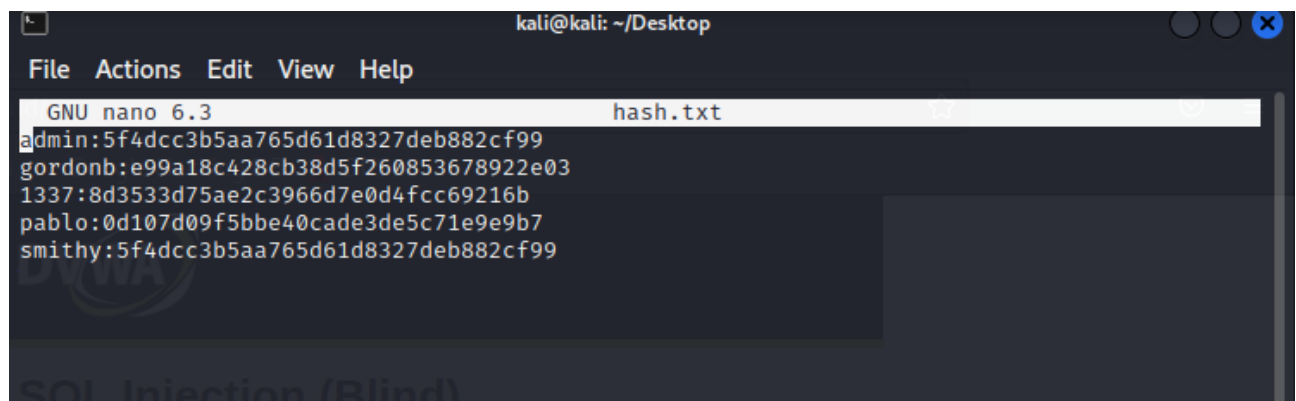 kali@kali: ~/Desktop
File Actions Edit View Help
GNU nano 6.3 hash.txt
admin:5f4dcc3b5aa765d61d8327deb882cf99
gordonb:e99a18c428cb38d5f260853678922e03
1337:8d3533d75ae2c3966d7e0d4fcc69216b
pablo:0d107d09f5bbe40cade3de5c71e9e9b7
smithy:5f4dcc3b5aa765d61d8327deb882cf99
DVWA
SQL Injection (Blind)